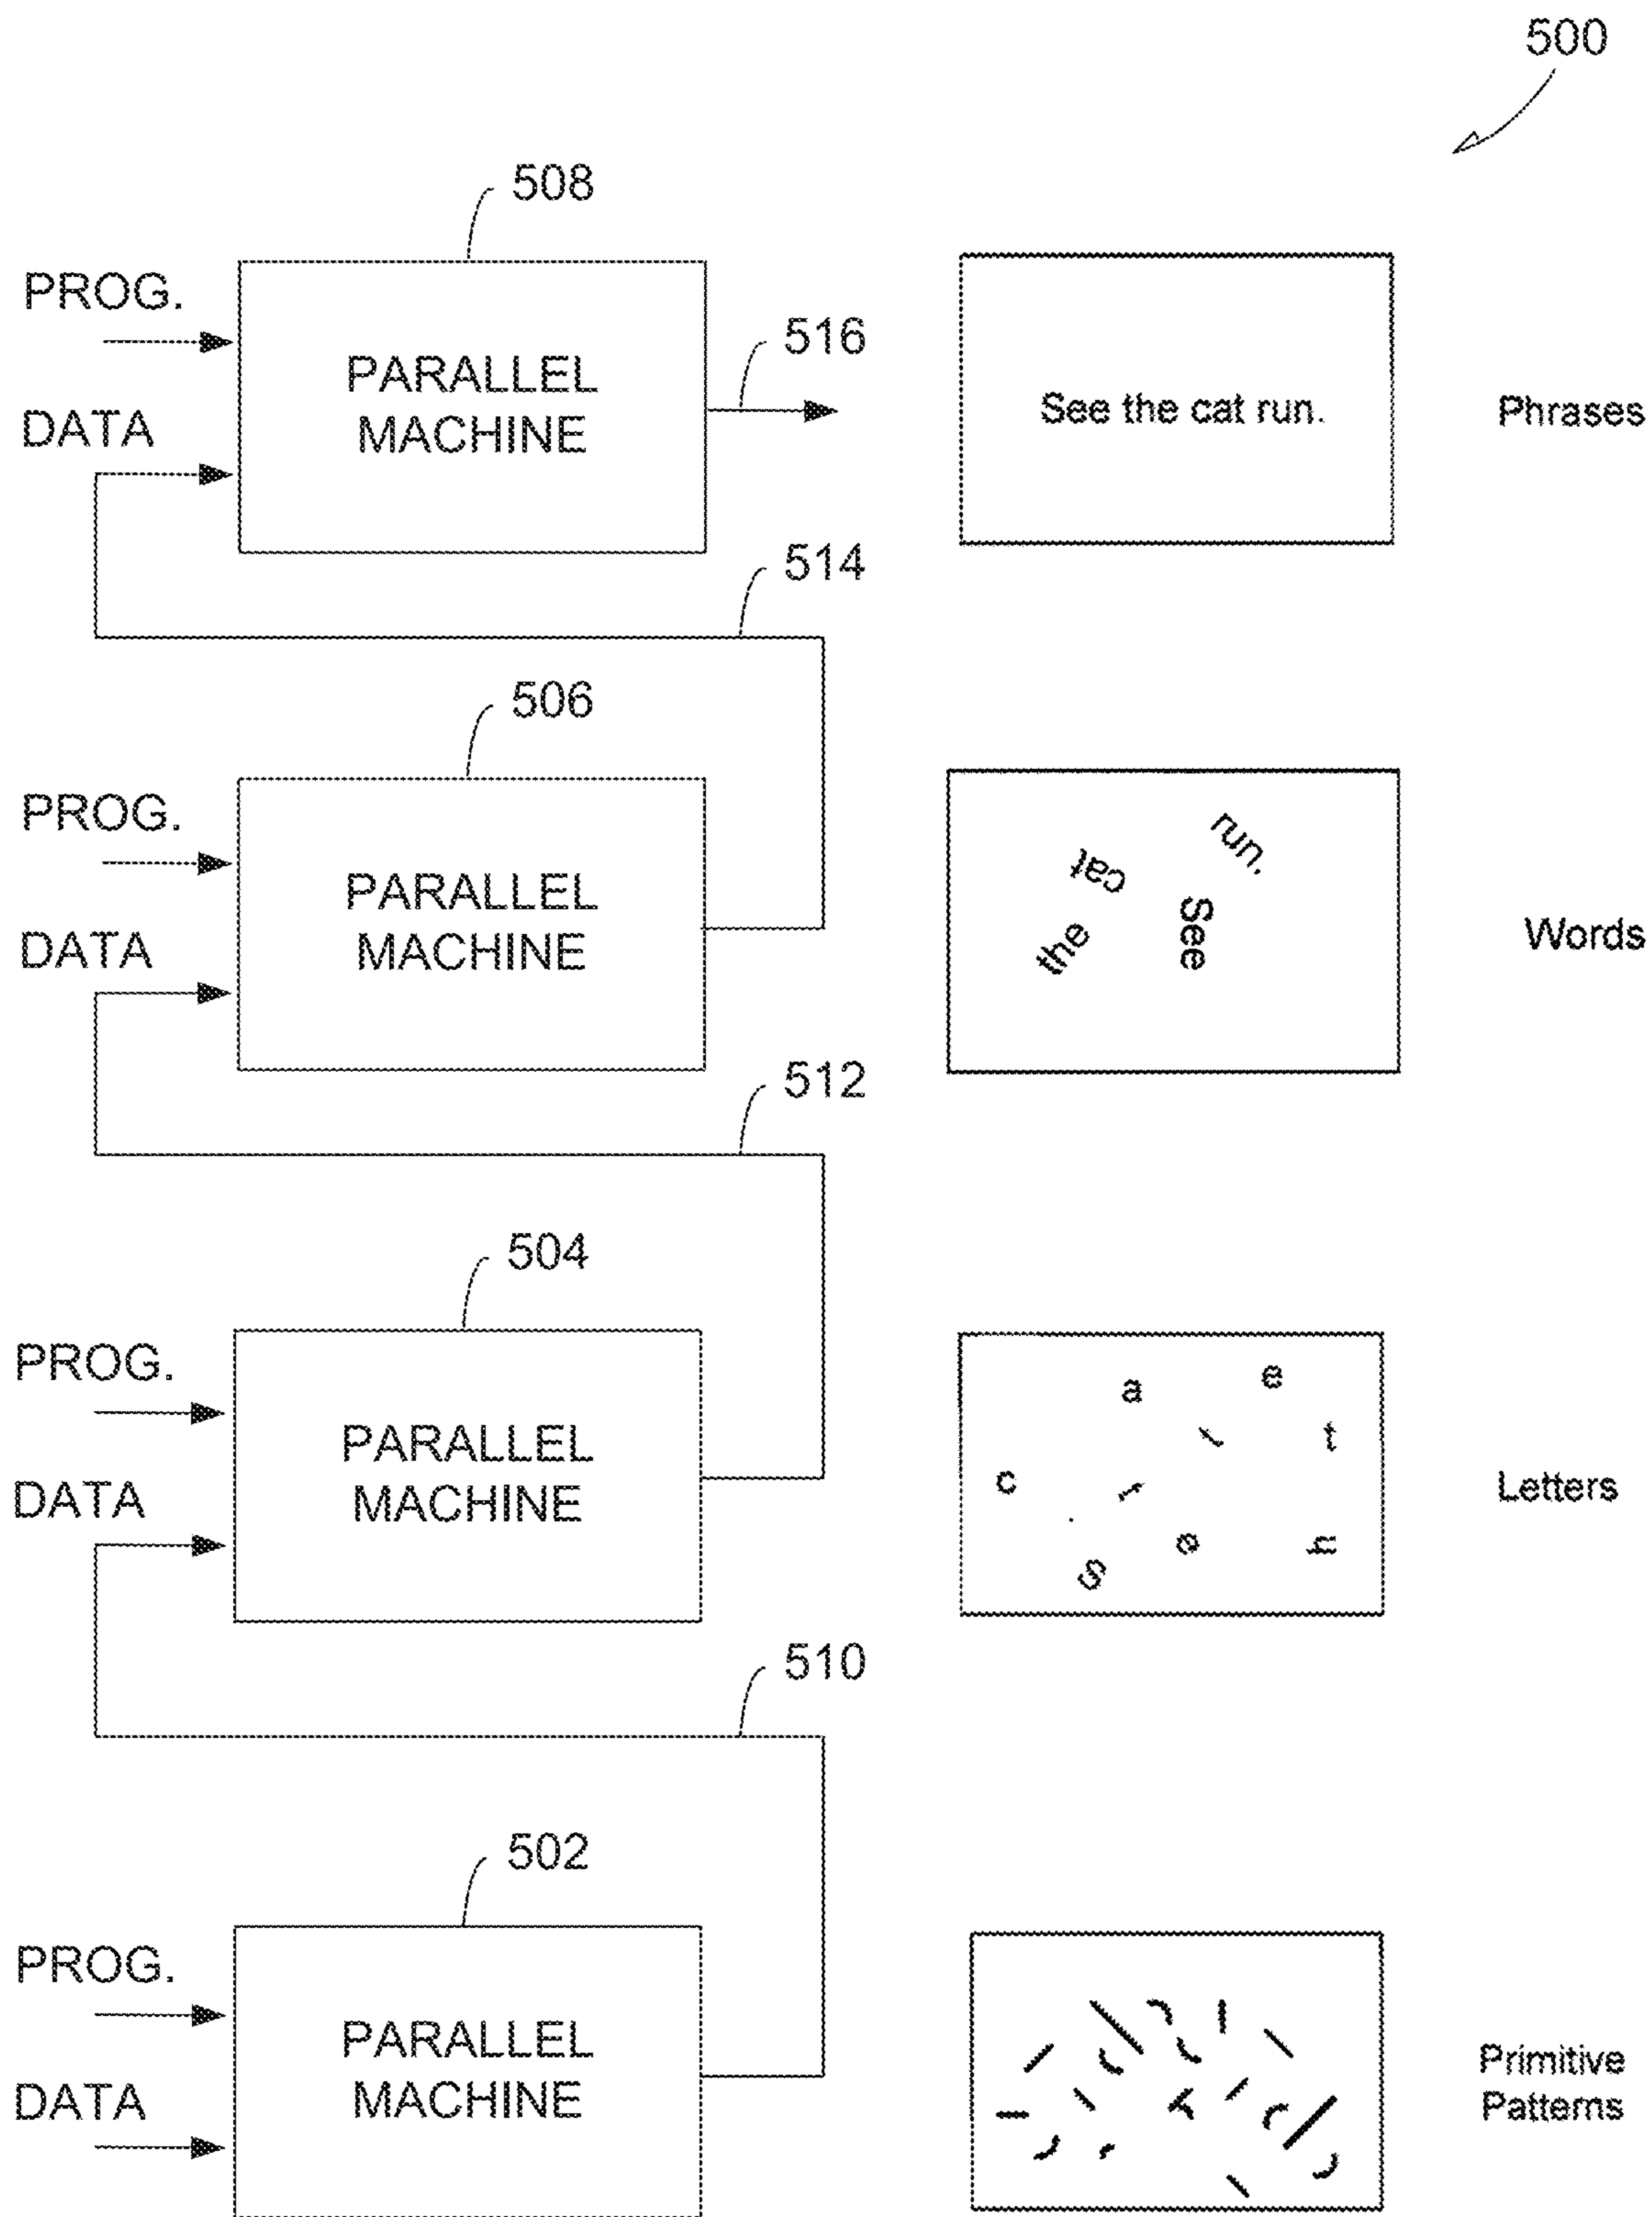 500
508
PROG.
DATA
PARALLEL
MACHINE
516
See the cat run.
Phrases
514
506
PROG.
DATA
PARALLEL
MACHINE
run.
cat
See
the
Words
512
504
PROG.
DATA
PARALLEL
MACHINE
a
e
t
c
r
.
e
h
S
Letters
510
502
PROG.
DATA
PARALLEL
MACHINE
Primitive
Patterns